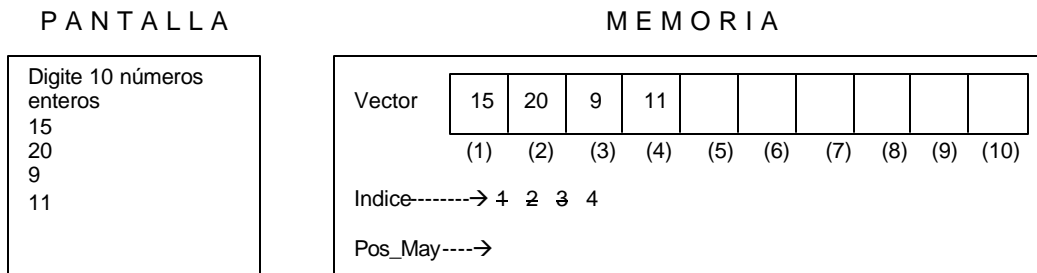 P A N T A L L A
M E M O R I A
Digite 10 números
enteros
15
20
9
11
Vector 15 20 9 11
(1) (2) (3) (4) (5) (6) (7) (8) (9) (10)
Indice--------→ 1 2 3 4
Pos_May----→